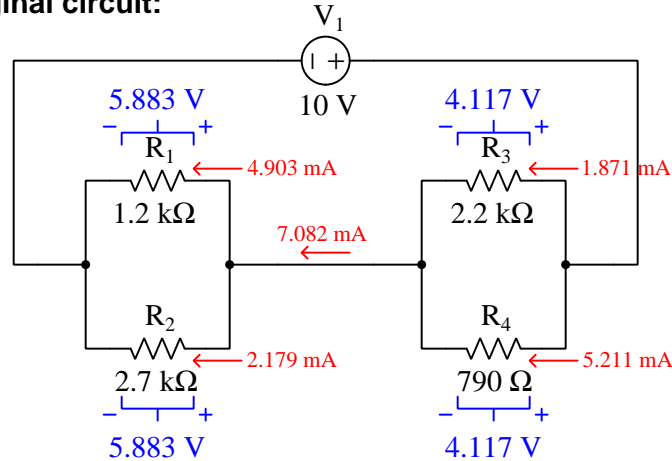 V₁
− +
10 V
5.883 V
− +
R₁
4.903 mA
1.2 kΩ
4.117 V
− +
R₃
1.871 mA
2.2 kΩ
7.082 mA
R₂
2.179 mA
2.7 kΩ
− +
5.883 V
R₄
5.211 mA
790 Ω
− +
4.117 V
circuit: